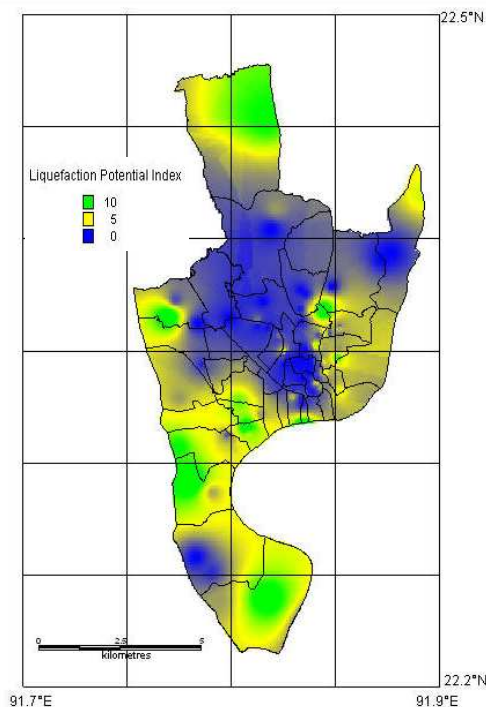 22.5°N
Liquefaction Potential Index
10
5
0
0 2.5 5
kilometres
22.2°N
91.7°E 91.9°E